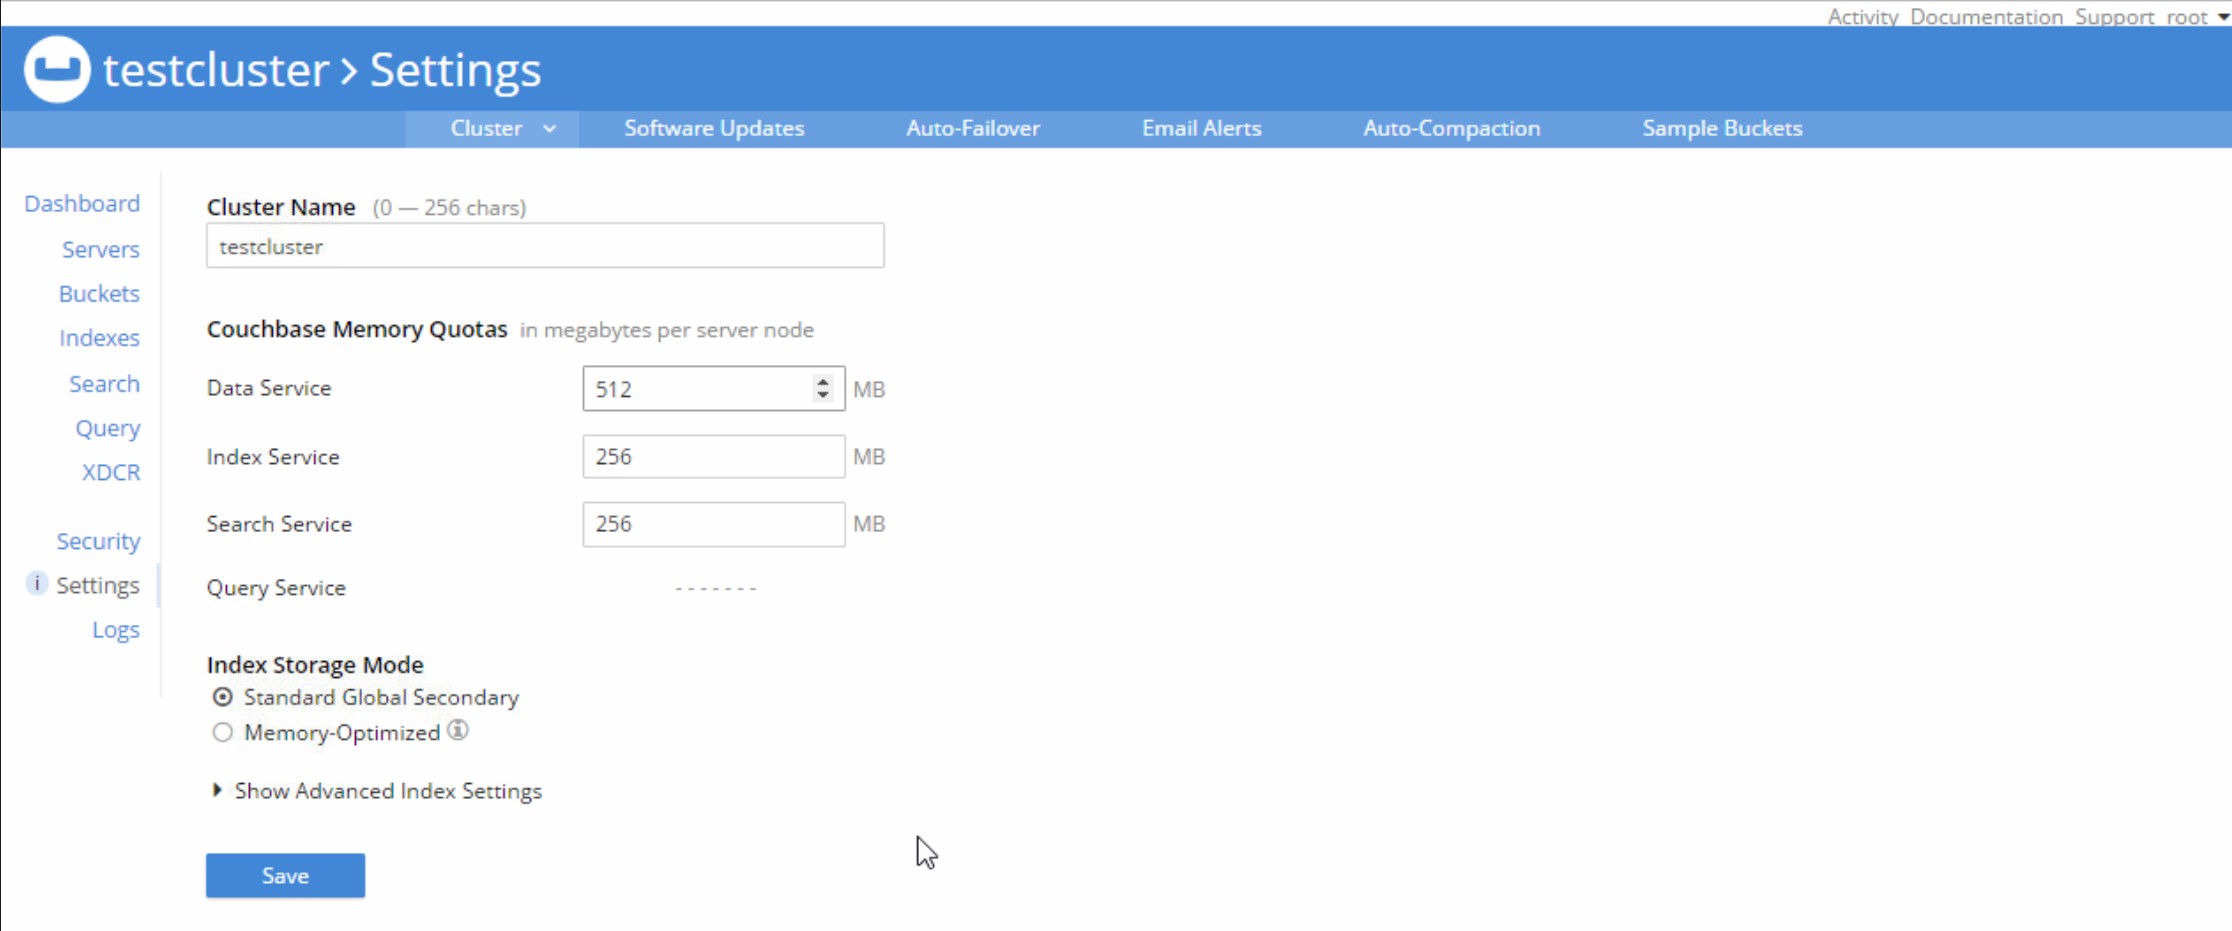 Activity Documentation Support root
testcluster > Settings
Cluster Software Updates Auto-Failover Email Alerts Auto-Compaction Sample Buckets
Dashboard
Servers
Buckets
Indexes
Search
Query
XDCR
Security
i Settings
Logs
Cluster Name (0 — 256 chars)
testcluster
Couchbase Memory Quotas in megabytes per server node
Data Service 512 MB
Index Service 256 MB
Search Service 256 MB
Query Service -------
Index Storage Mode
Standard Global Secondary
Memory-Optimized i
Show Advanced Index Settings
Save